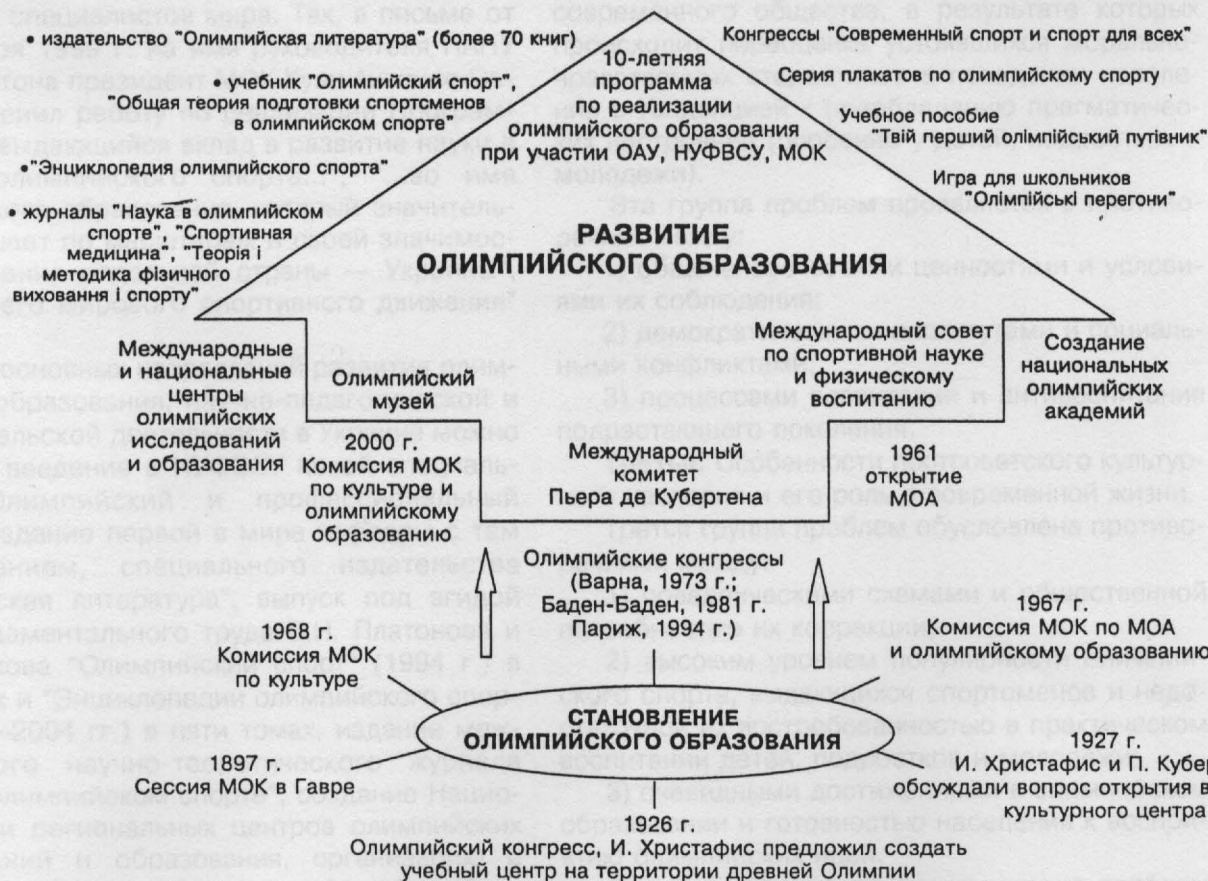 • издательство "Олимпийская литература" (более 70 книг)
• учебник "Олимпийский спорт",
"Общая теория подготовки спортсменов
в олимпийском спорте"
• "Энциклопедия олимпийского спорта"
• журналы "Наука в олимпийском
спорте", "Спортивная
медицина", "Теорія і
методика фізичного
виховання і спорту"
10-летняя
программа
по реализации
олимпийского образования
при участии ОАУ, НУФВСУ, МОК
Конгрессы "Современный спорт и спорт для всех"
Серия плакатов по олимпийскому спорту
Учебное пособие
"Твій перший олімпійський путівник"
Игра для школьников
"Олімпійські перегони"
РАЗВИТИЕ
ОЛИМПИЙСКОГО ОБРАЗОВАНИЯ
Международные
и национальные
центры
олимпийских
исследований
и образования
Олимпийский
музей
2000 г.
Комиссия МОК
по культуре и
олимпийскому
образованию
Международный совет
по спортивной науке
и физическому
воспитанию
Создание
национальных
олимпийских
академий
Международный
комитет
Пьера де Кубертена
1961
открытие
МОА
Олимпийские конгрессы
(Варна, 1973 г.;
Баден-Баден, 1981 г.
Париж, 1994 г.)
1968 г.
Комиссия МОК
по культуре
1967 г.
Комиссия МОК по МОА
и олимпийскому образованию
СТАНОВЛЕНИЕ
ОЛИМПИЙСКОГО ОБРАЗОВАНИЯ
1897 г.
Сессия МОК в Гавре
1927 г.
И. Христафис и П. Кубер
обсуждали вопрос открытия в
культурного центра
1926 г.
Олимпийский конгресс, И. Христафис предложил создать
учебный центр на территории древней Олимпии